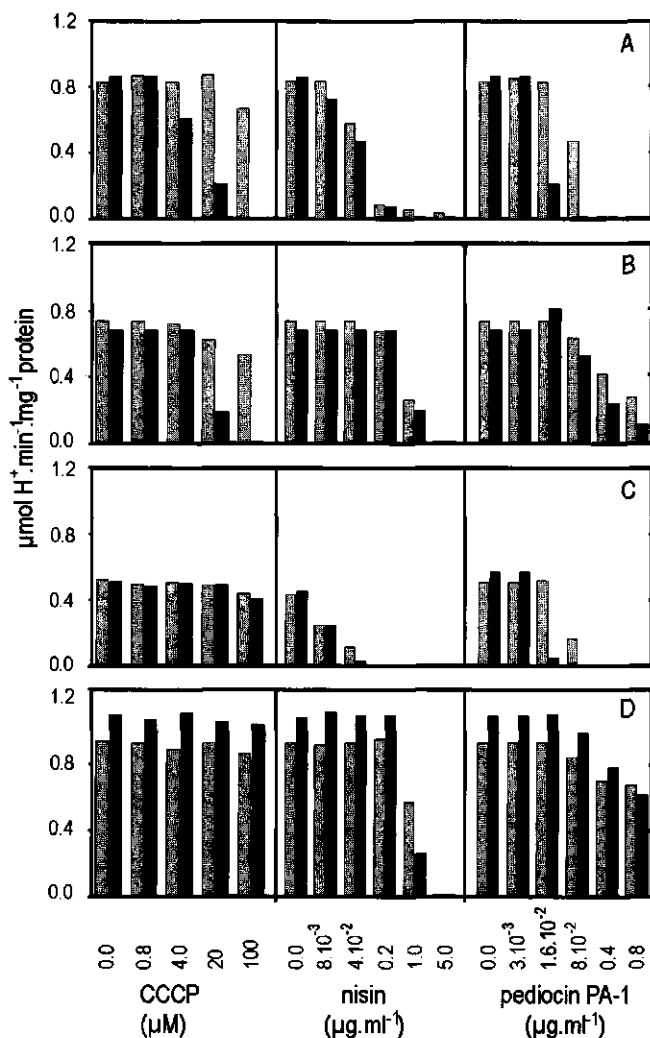 μmol H⁺.min⁻¹mg⁻¹protein
1.2
0.8
0.4
0.0
A
1.2
0.8
0.4
0.0
B
1.2
0.8
0.4
0.0
C
1.2
0.8
0.4
0.0
D
0.0 0.8 4.0 20 100
0.0 8.10⁻³ 4.10⁻² 0.2 1.0 5.0
0.0 3.10⁻³ 1.6.10⁻² 8.10⁻² 0.4 0.8
CCCP nisin pediocin PA-1
(μM) (μg.ml⁻¹) (μg.ml⁻¹)